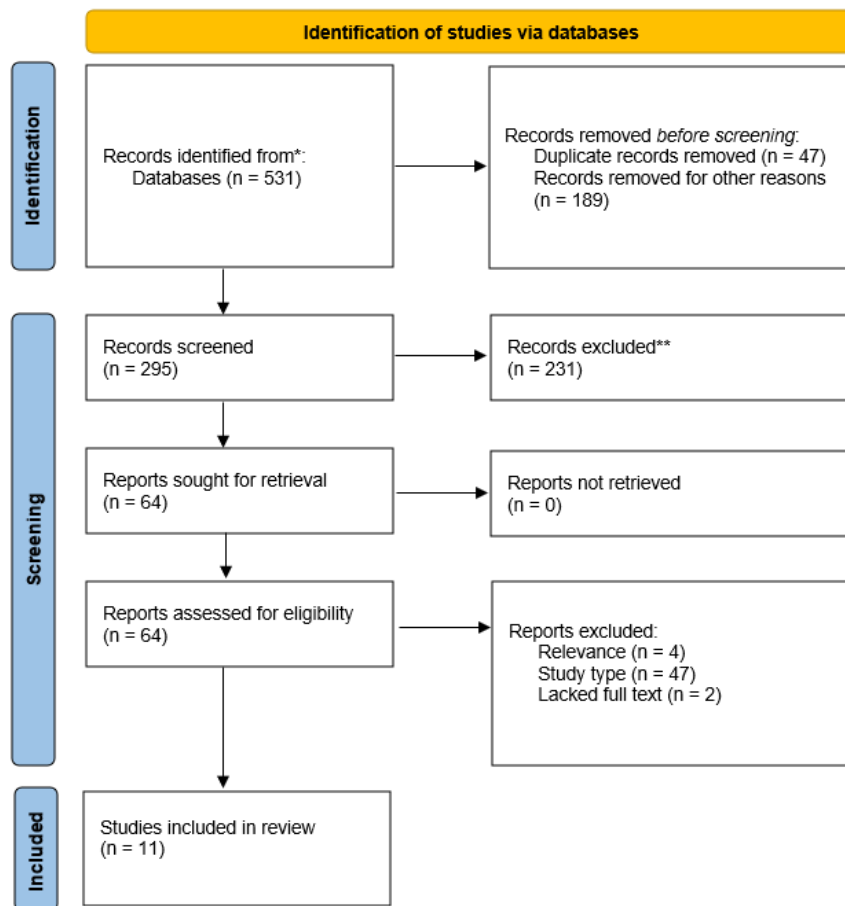 Identification of studies via databases
Identification
Records identified from*:
Databases (n = 531)
Records removed before screening:
Duplicate records removed (n = 47)
Records removed for other reasons
(n = 189)
Screening
Records screened
(n = 295)
Records excluded**
(n = 231)
Reports sought for retrieval
(n = 64)
Reports not retrieved
(n = 0)
Reports assessed for eligibility
(n = 64)
Reports excluded:
Relevance (n = 4)
Study type (n = 47)
Lacked full text (n = 2)
Included
Studies included in review
(n = 11)